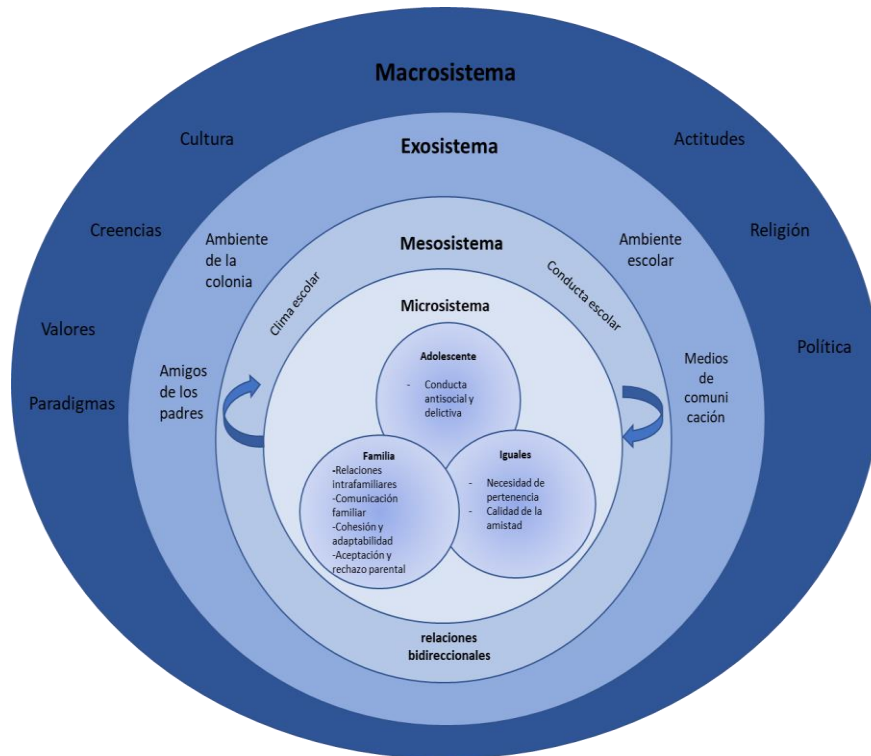 Macrosistema
Cultura
Actitudes
Exosistema
Creencias
Religión
Ambiente
de la
colonia
Ambiente
escolar
Mesosistema
Clima escolar
Conducta escolar
Microsistema
Valores
Política
Paradigmas
Amigos
de los
padres
Medios
de
comuni
cación
Adolescente
- Conducta
antisocial y
delictiva
Familia
-Relaciones
intrafamiliares
-Comunicación
familiar
-Cohesión y
adaptabilidad
-Aceptación y
rechazo parental
Iguales
- Necesidad de
pertenencia
- Calidad de la
amistad
relaciones
bidireccionales